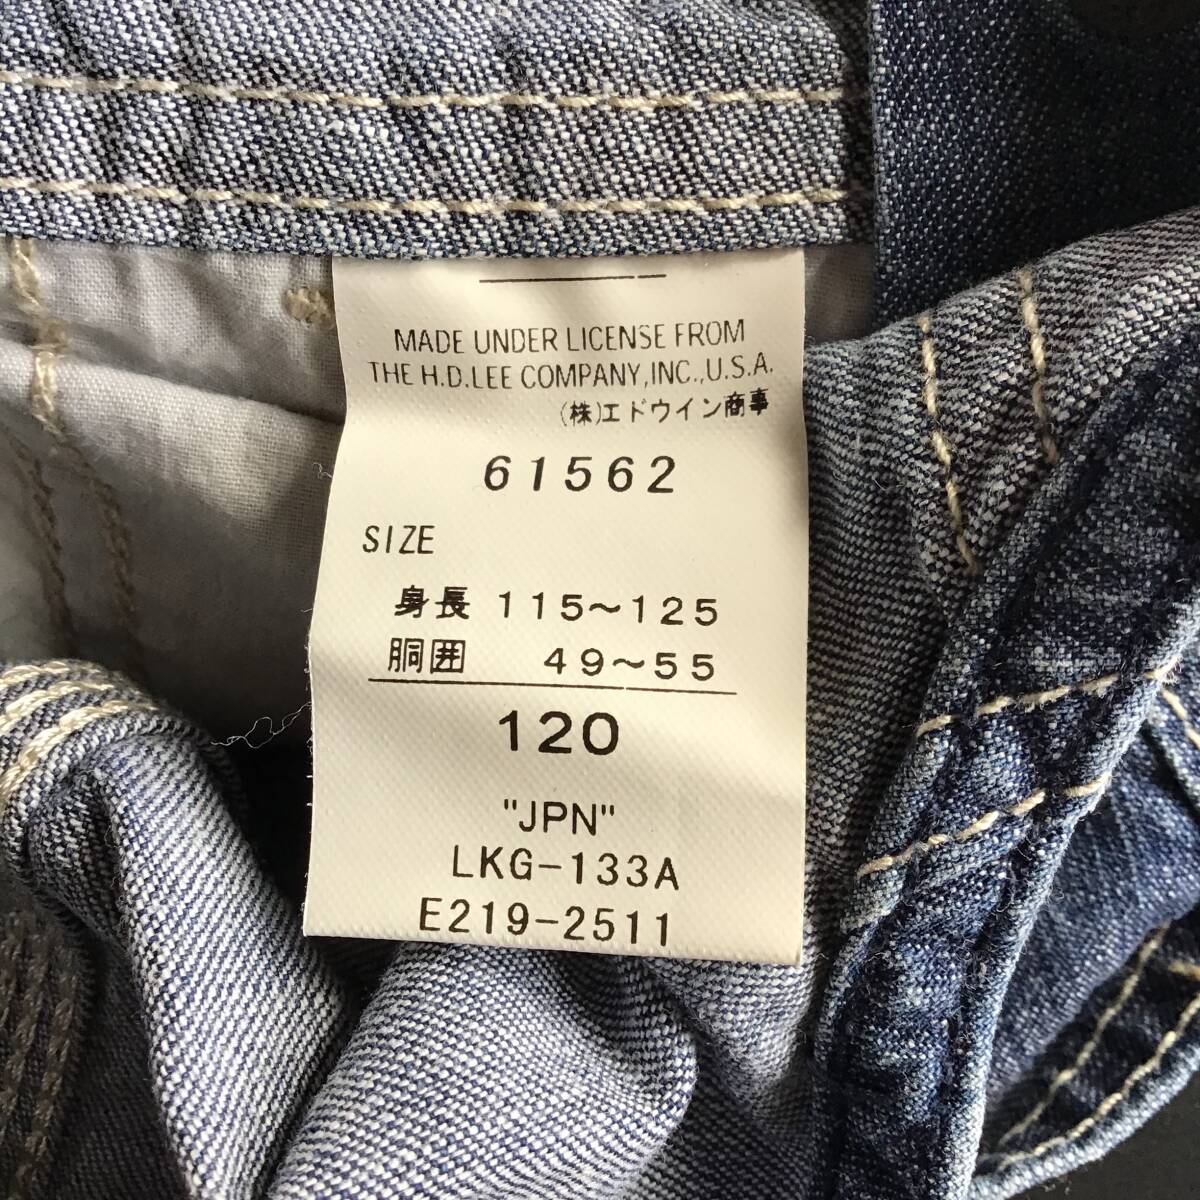 MADE UNDER LICENSE FROM
THE H.D.LEE COMPANY,INC.,U.S.A.
(株)エドウイン商事
61562
SIZE
身長 115~125
胴囲 49~55
120
"JPN"
LKG-133A
E219-2511